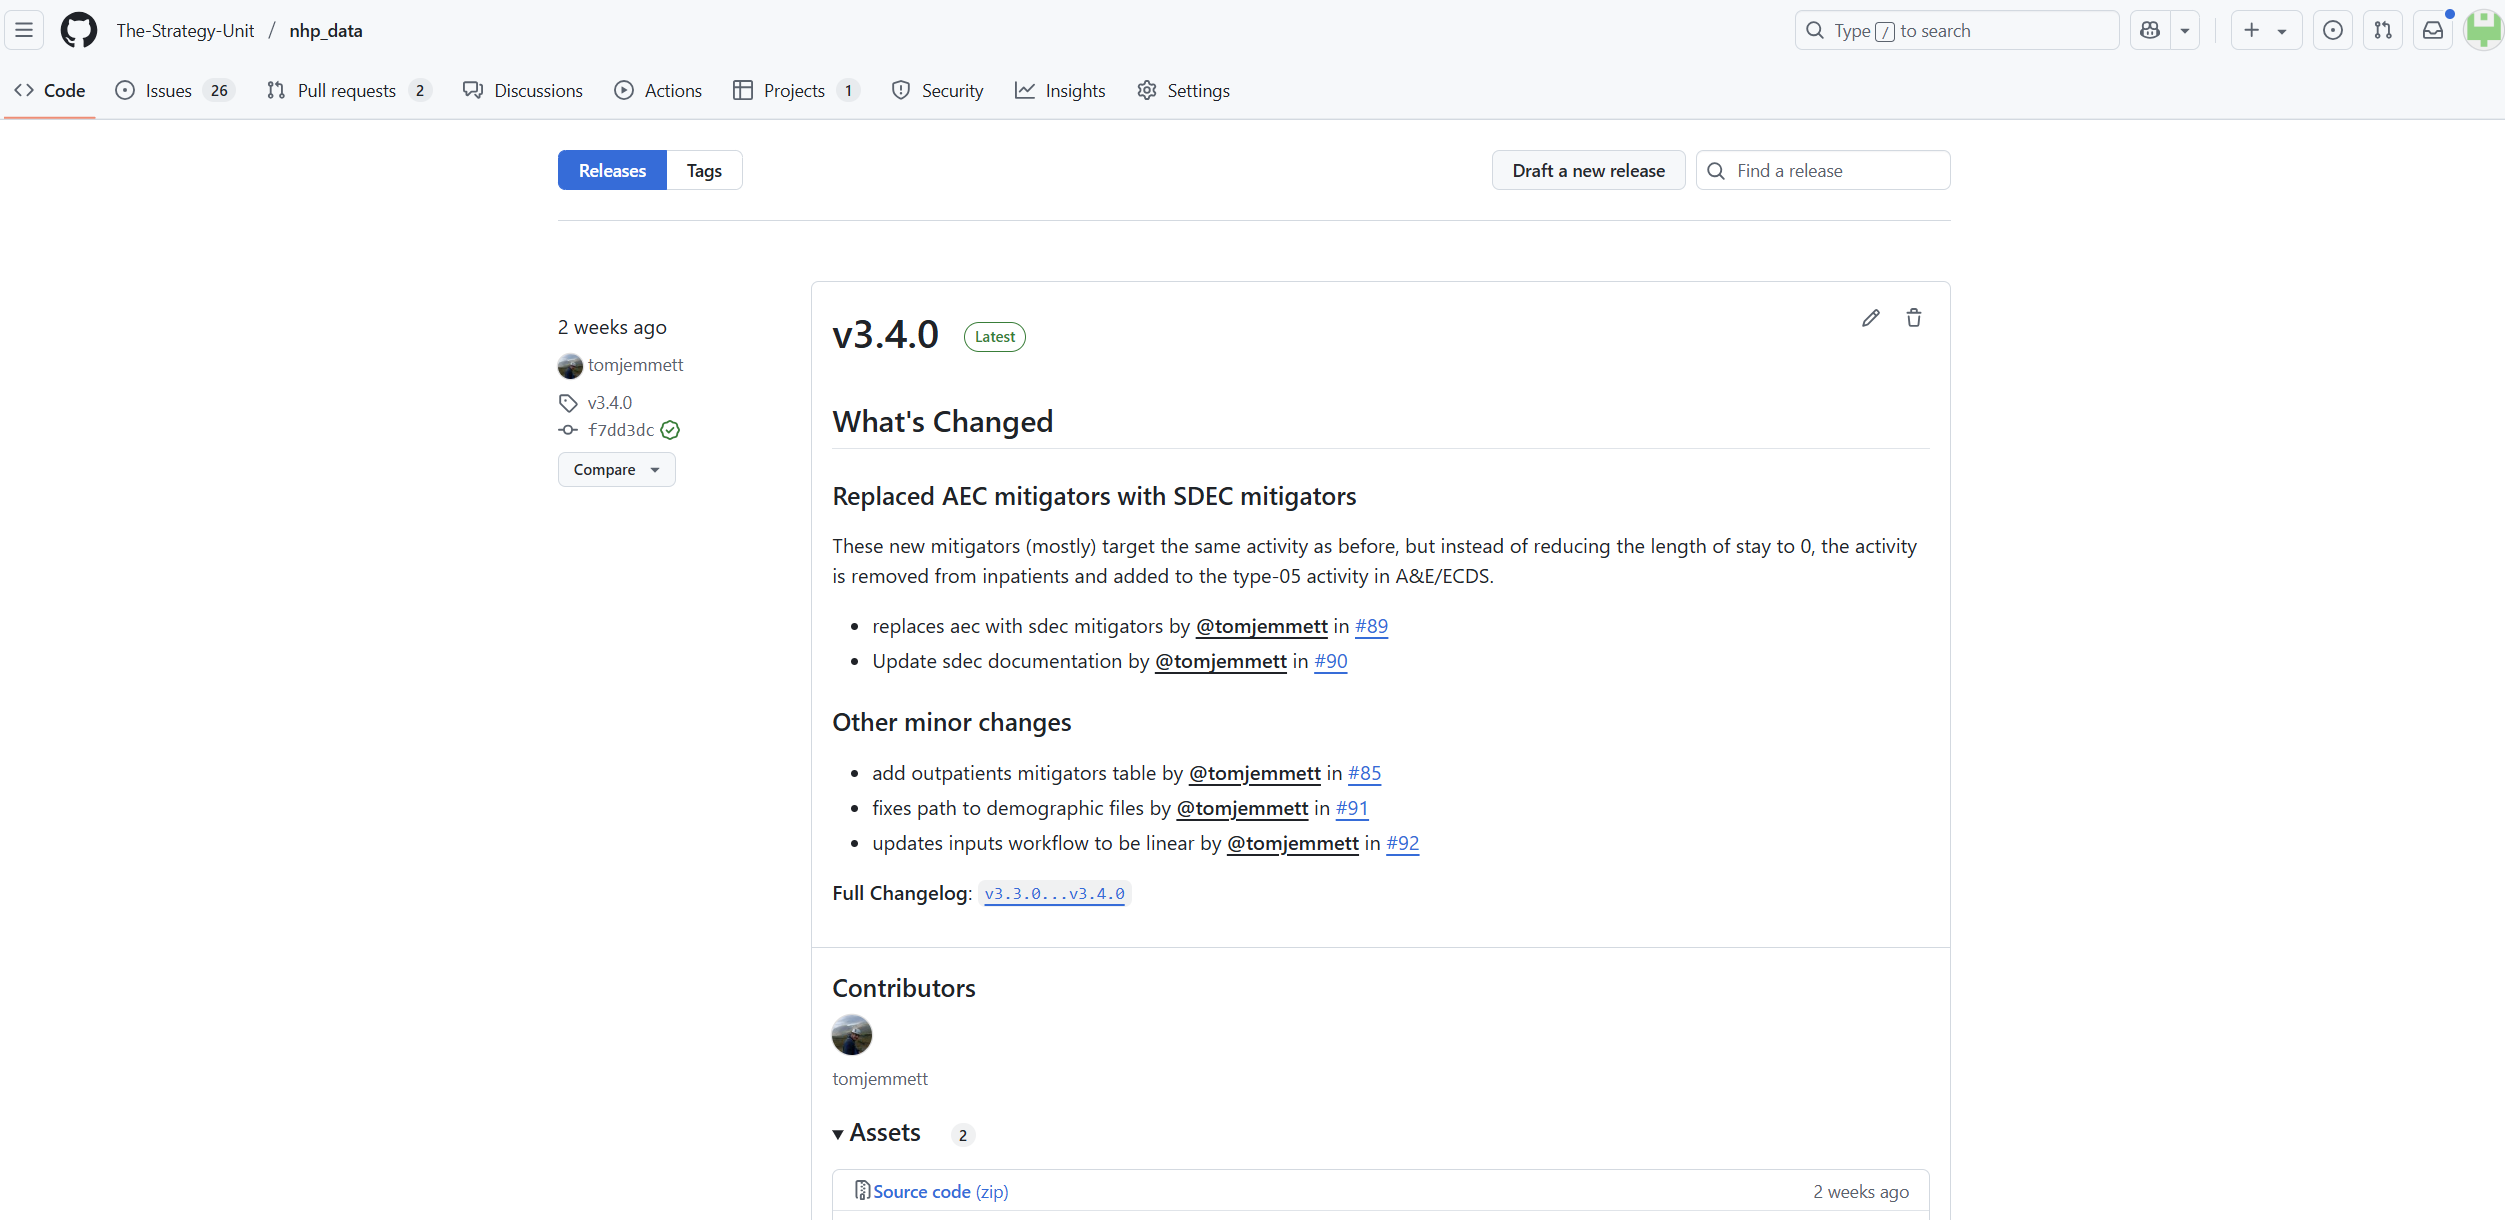 The-Strategy-Unit / nhp_data
Type / to search
Code
Issues 26
Pull requests 2
Discussions
Actions
Projects 1
Security
Insights
Settings
Releases
Tags
Draft a new release
Find a release
2 weeks ago
tomjemmett
v3.4.0
f7dd3dc
Compare
v3.4.0 Latest
What's Changed
Replaced AEC mitigators with SDEC mitigators
These new mitigators (mostly) target the same activity as before, but instead of reducing the length of stay to 0, the activity
is removed from inpatients and added to the type-05 activity in A&E/ECDS.
• replaces aec with sdec mitigators by @tomjemmett in #89
• Update sdec documentation by @tomjemmett in #90
Other minor changes
• add outpatients mitigators table by @tomjemmett in #85
• fixes path to demographic files by @tomjemmett in #91
• updates inputs workflow to be linear by @tomjemmett in #92
Full Changelog: v3.3.0...v3.4.0
Contributors
tomjemmett
Assets 2
Source code (zip) 2 weeks ago